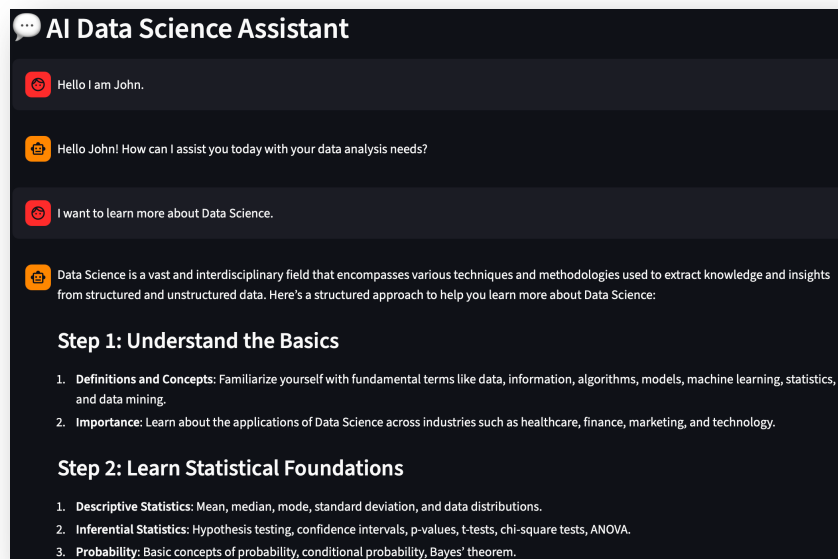 AI Data Science Assistant
Hello I am John.
Hello John! How can I assist you today with your data analysis needs?
I want to learn more about Data Science.
Data Science is a vast and interdisciplinary field that encompasses various techniques and methodologies used to extract knowledge and insights
from structured and unstructured data. Here's a structured approach to help you learn more about Data Science:
Step 1: Understand the Basics
1. Definitions and Concepts: Familiarize yourself with fundamental terms like data, information, algorithms, models, machine learning, statistics,
and data mining.
2. Importance: Learn about the applications of Data Science across industries such as healthcare, finance, marketing, and technology.
Step 2: Learn Statistical Foundations
1. Descriptive Statistics: Mean, median, mode, standard deviation, and data distributions.
2. Inferential Statistics: Hypothesis testing, confidence intervals, p-values, t-tests, chi-square tests, ANOVA.
3. Probability: Basic concepts of probability, conditional probability, Bayes' theorem.